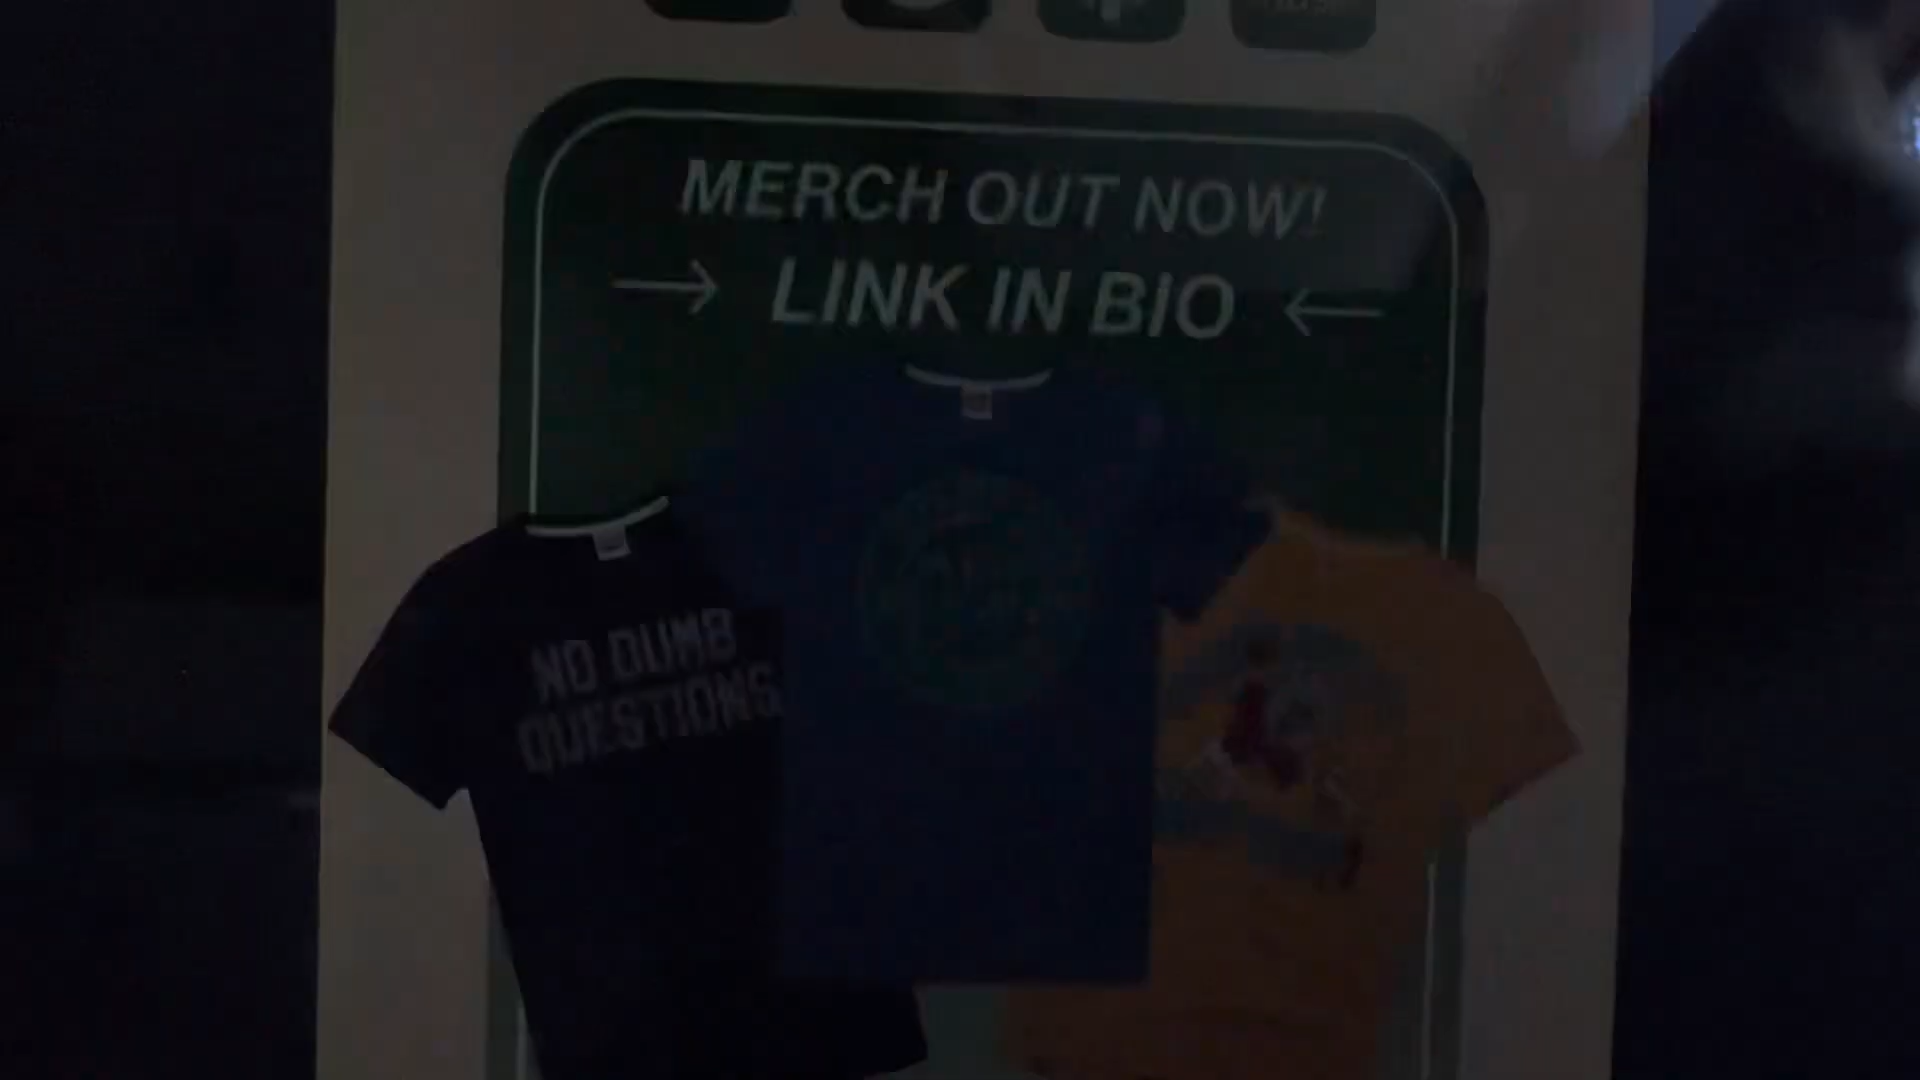 MERCH OUT NOW!
→ LINK IN BIO ←
NO DUMB
QUESTIONS